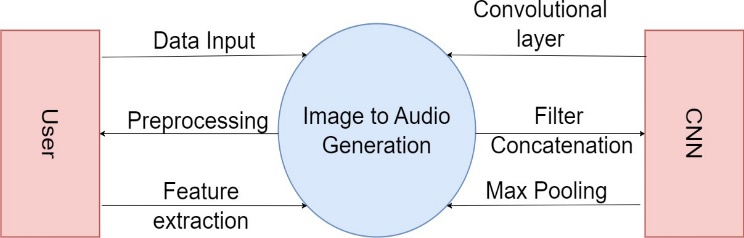 Convolutional
layer
Data Input
User
Preprocessing
Image to Audio
Generation
Filter
Concatenation
CNN
Feature
extraction
Max Pooling